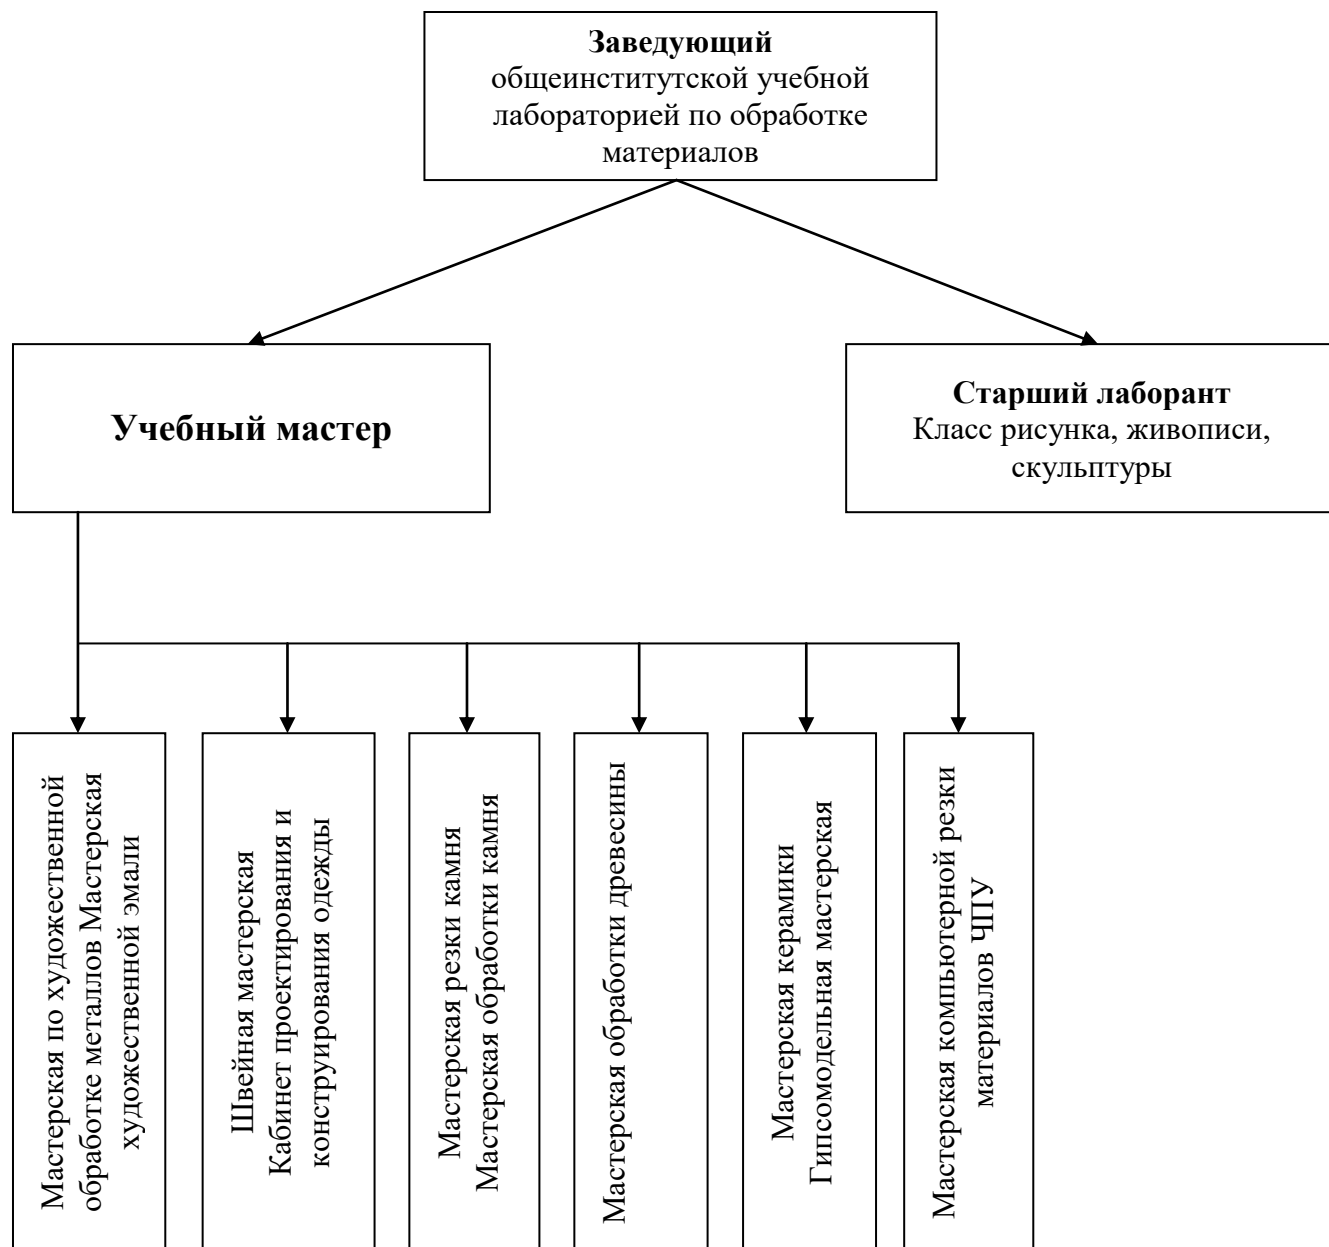 Заведующий
общеинститутской учебной
лабораторией по обработке
материалов
Учебный мастер
Старший лаборант
Класс рисунка, живописи,
скульптуры
Мастерская по художественной
обработке металлов Мастерская
художественной эмали
Швейная мастерская
Кабинет проектирования и
конструирования одежды
Мастерская резки камня
Мастерская обработки камня
Мастерская обработки древесины
Мастерская керамики
Гипсомодельная мастерская
Мастерская компьютерной резки
материалов ЧПУ